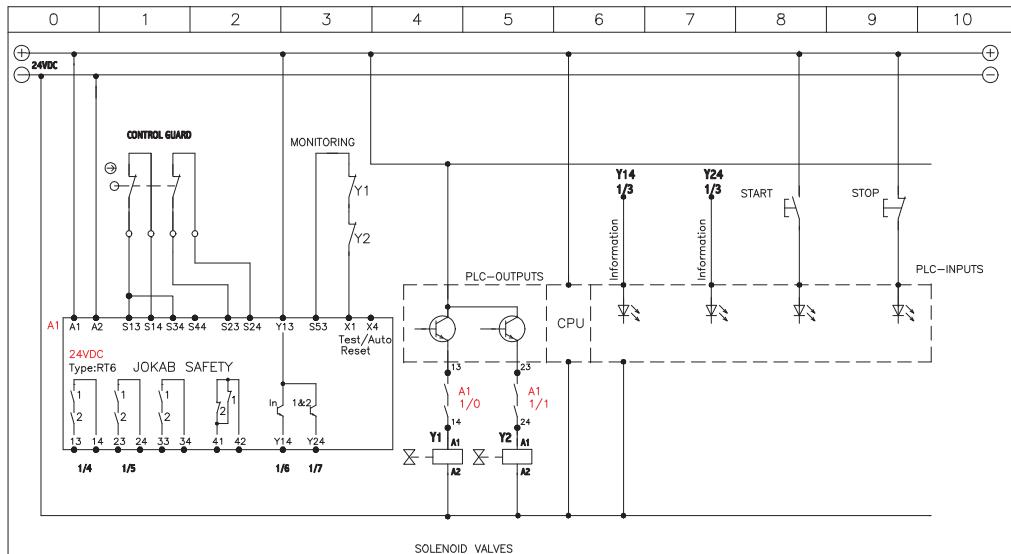 0 1 2 3 4 5 6 7 8 9 10
+ +
− 24VDC −
CONTROL GUARD
MONITORING
Y1
Y2
Y14
1/3
Y24
1/3
START
STOP
Information
Information
PLC-OUTPUTS
PLC-INPUTS
CPU
A1
A1 A2 S13 S14 S34 S44 S23 S24 Y13 S53 X1 X4
Test/Auto
Reset
24VDC
Type:RT6 JOKAB SAFETY
1 1 1 1
2 2 2 2
In 1&2
13 14 23 24 33 34 41 42 Y14 Y24
1/4 1/5 1/6 1/7
13 23
A1
1/0
A1
1/1
14 24
Y1 A1 Y2 A1
A2 A2
SOLENOID VALVES